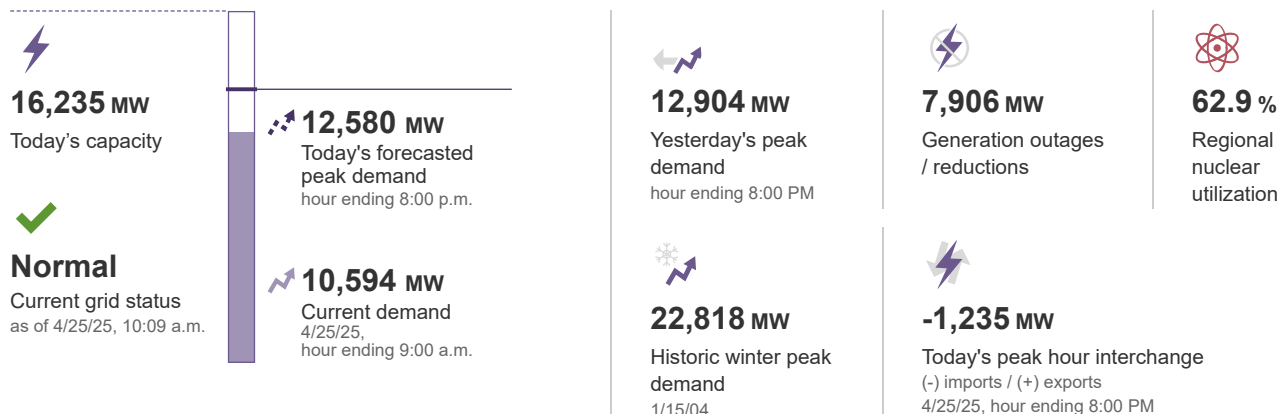 16,235 MW
Today's capacity
Normal
Current grid status
as of 4/25/25, 10:09 a.m.
12,580 MW
Today's forecasted
peak demand
hour ending 8:00 p.m.
10,594 MW
Current demand
4/25/25,
hour ending 9:00 a.m.
12,904 MW
Yesterday's peak
demand
hour ending 8:00 PM
7,906 MW
Generation outages
/ reductions
62.9 %
Regional
nuclear
utilization
22,818 MW
Historic winter peak
demand
1/15/04
-1,235 MW
Today's peak hour interchange
(-) imports / (+) exports
4/25/25, hour ending 8:00 PM